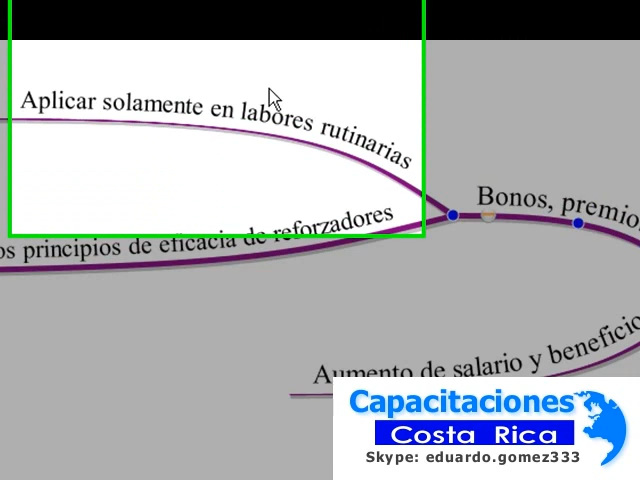 Aplicar solamente en labores rutinarias
os principios de eficacia de reforzadores
Bonos, premio
Aumento de salario y beneficio
Capacitaciones
Costa Rica
Skype: eduardo.gomez333